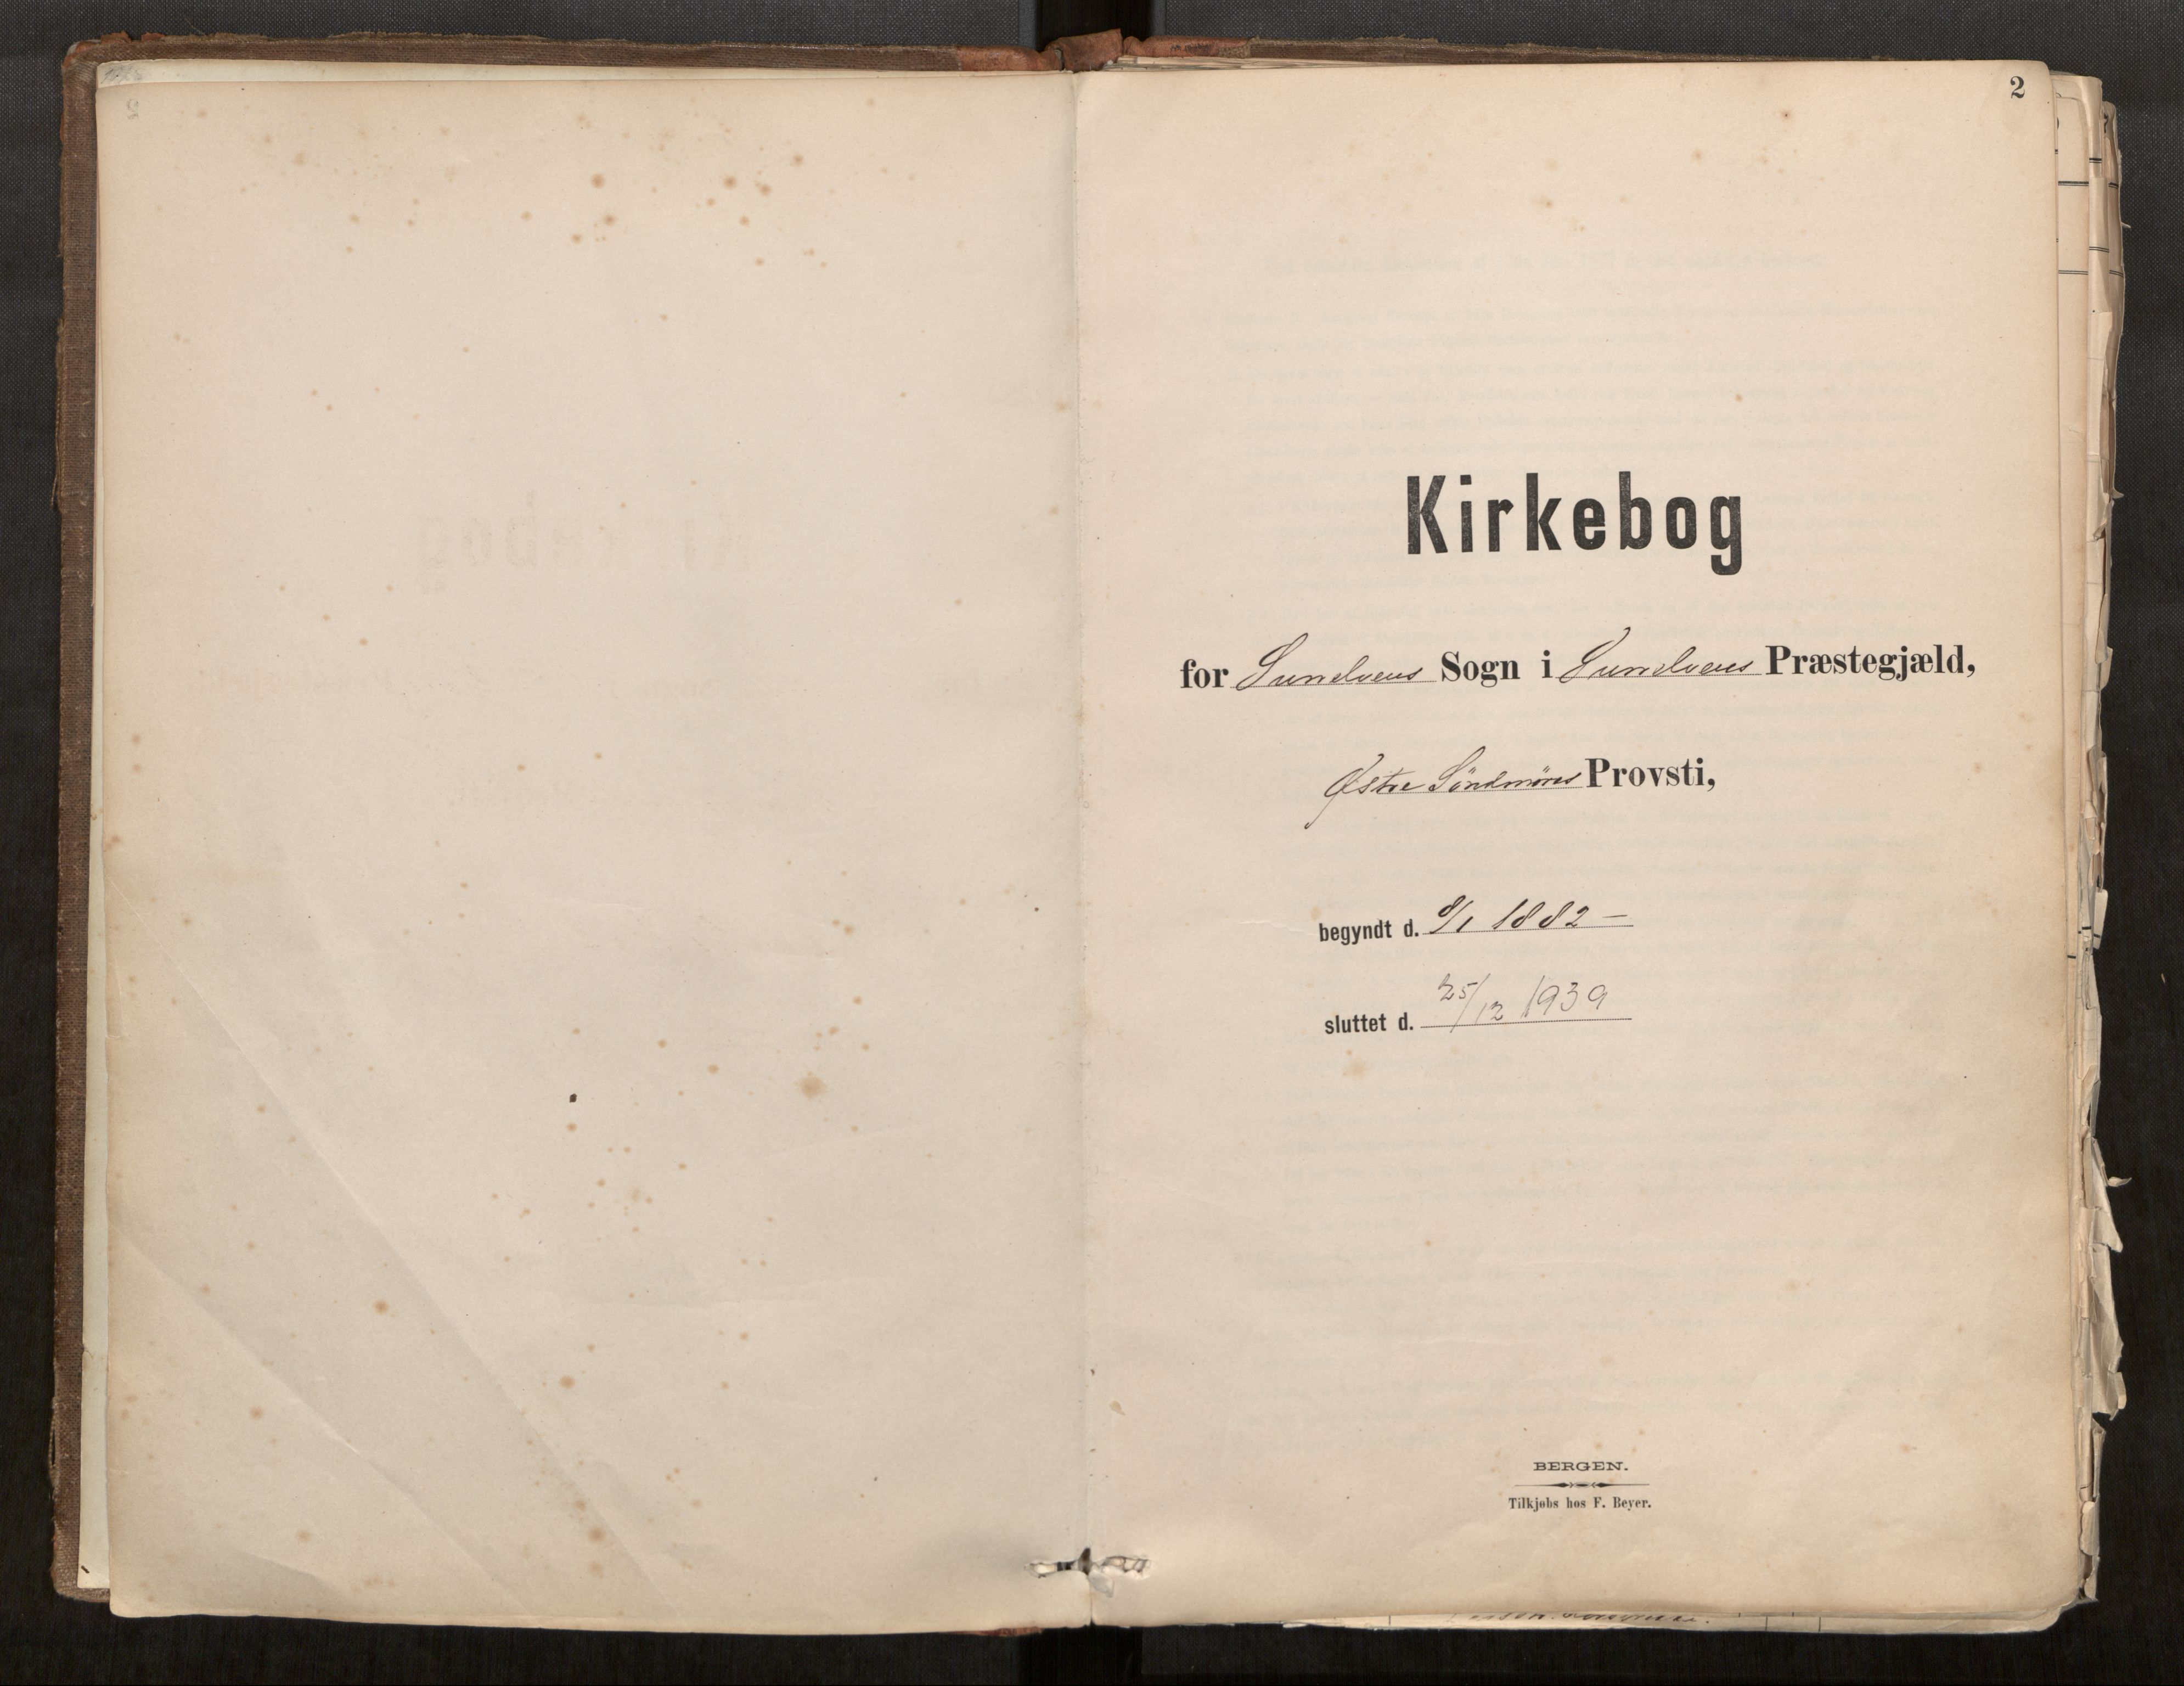 2
Kirkebog
for Sunelvens Sogn i Sunelvens Præstegjæld,
Østre Söndmöres Provsti,
begyndt d. 8/1 1882 —
sluttet d. 25/12 1939
BERGEN.
Tilkjøbs hos F. Beyer.